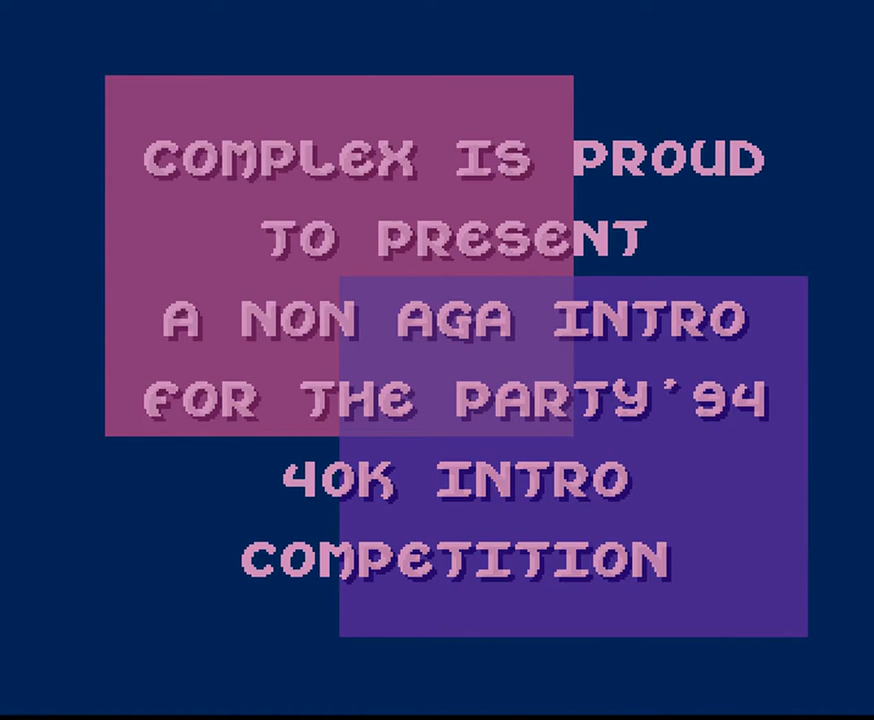 COMPLEX IS PROUD
TO PRESENT
A NON AGA INTRO
FOR THE PARTY'94
40K INTRO
COMPETITION